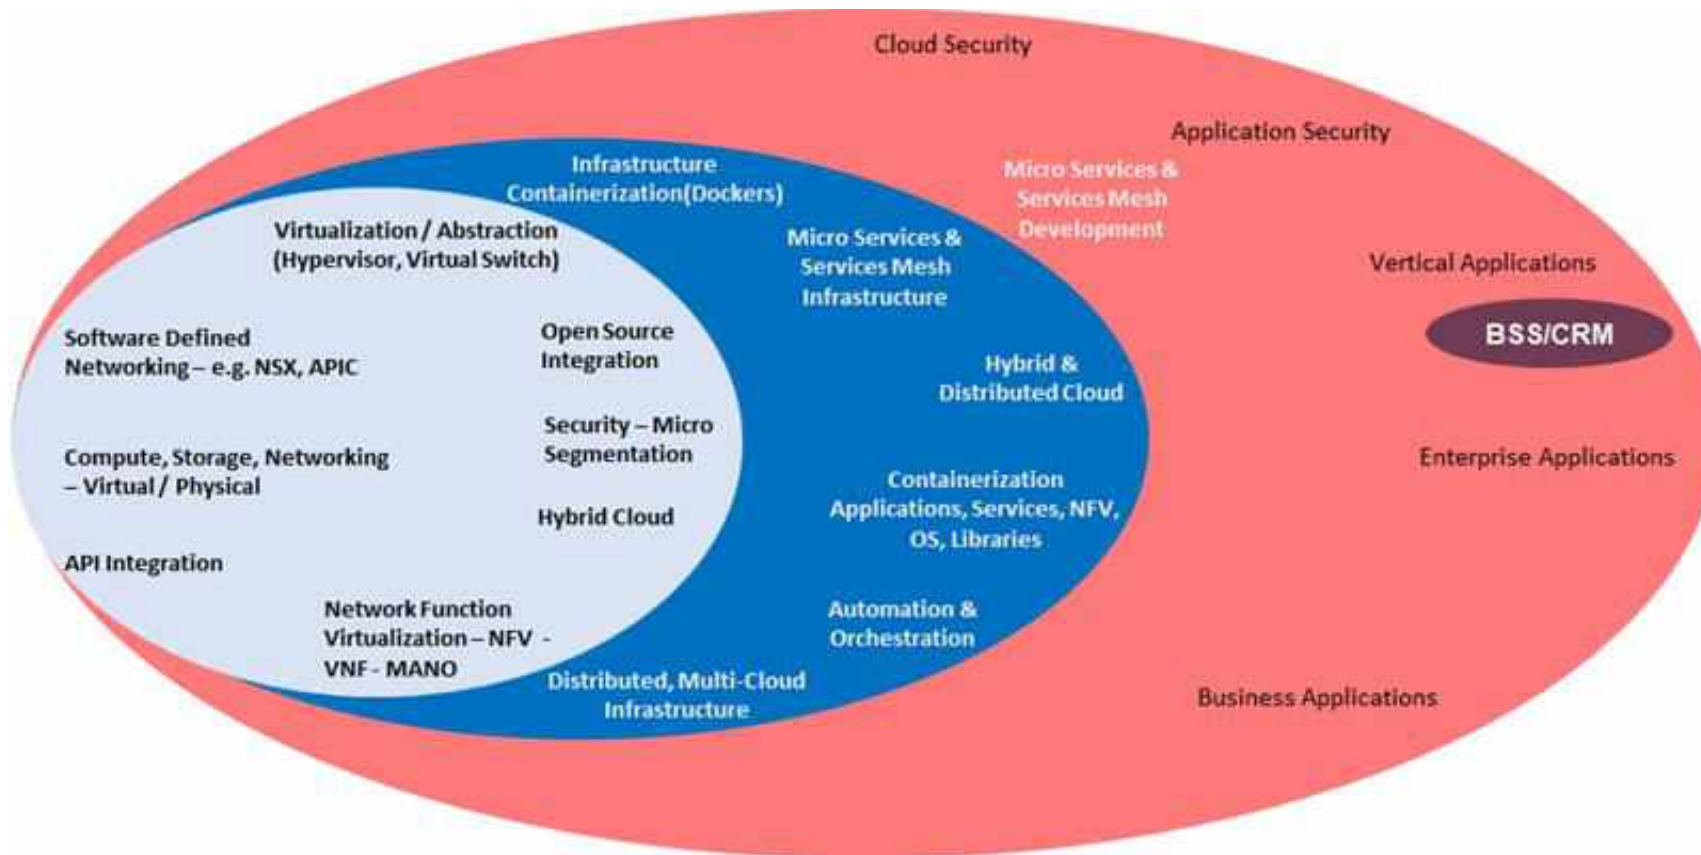 Cloud Security
Application Security
Micro Services &
Services Mesh
Development
Vertical Applications
BSS/CRM
Enterprise Applications
Business Applications
Infrastructure
Containerization(Dockers)
Micro Services &
Services Mesh
Infrastructure
Hybrid &
Distributed Cloud
Containerization
Applications, Services, NFV,
OS, Libraries
Automation &
Orchestration
Distributed, Multi-Cloud
Infrastructure
Virtualization / Abstraction
(Hypervisor, Virtual Switch)
Software Defined
Networking – e.g. NSX, APIC
Open Source
Integration
Security – Micro
Segmentation
Compute, Storage, Networking
– Virtual / Physical
Hybrid Cloud
API Integration
Network Function
Virtualization – NFV -
VNF - MANO